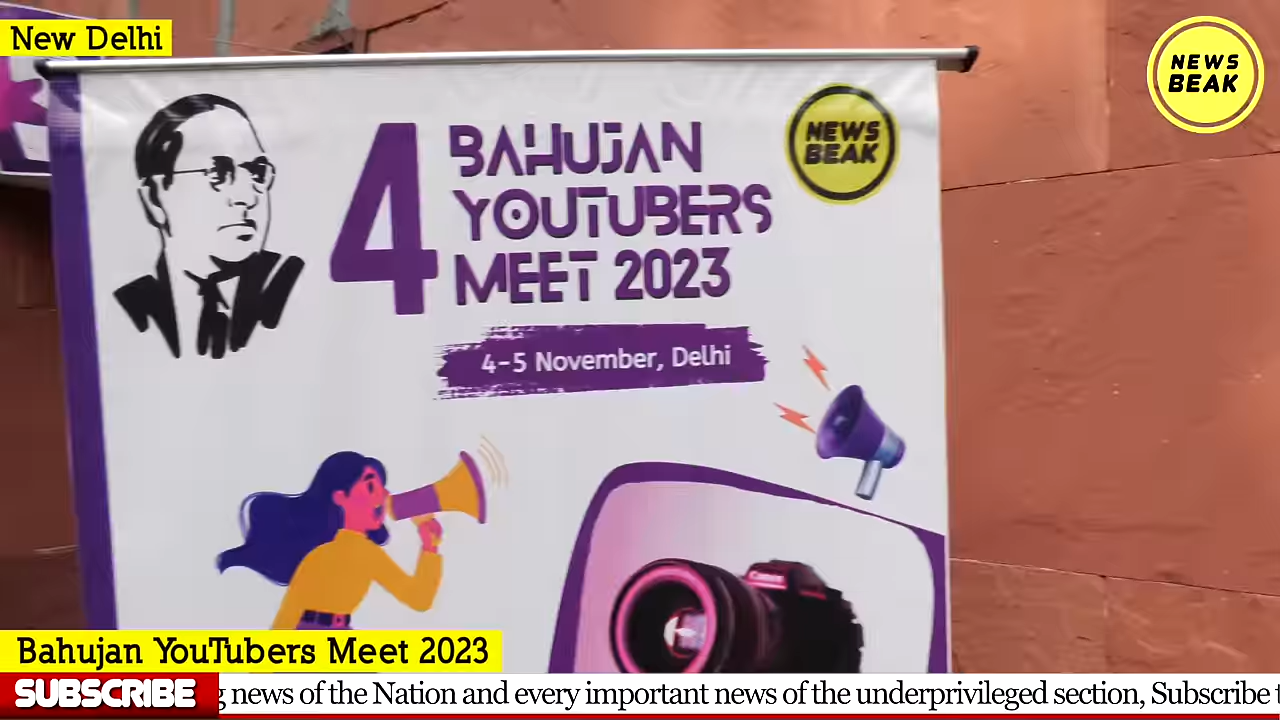 New Delhi
NEWS
BEAK
NEWS
BEAK
4
BAHUJAN
YOUTUBERS
MEET 2023
4-5 November, Delhi
Canon
Bahujan YouTubers Meet 2023
SUBSCRIBE
g news of the Nation and every important news of the underprivileged section, Subscribe